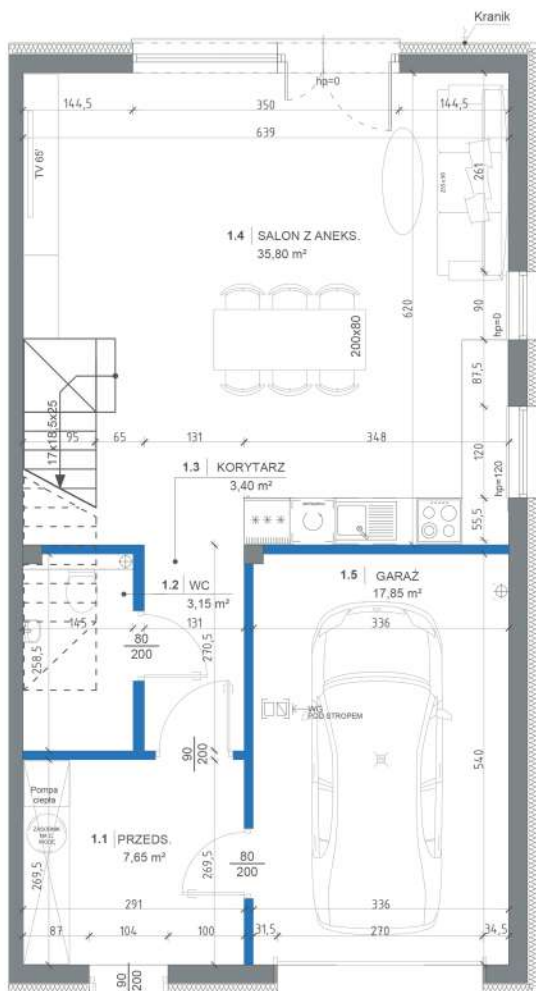 Kranik
hp=0
144,5
350
144,5
639
TV 65'
261
1.4 SALON Z ANEKS.
35,80 m²
620
200x80
90
hp=0
87,5
17x18,5x25
95
65
131
348
120
hp=120
1.3 KORYTARZ
3,40 m²
55,5
1.5 GARAŻ
17,85 m²
1.2 WC
3,15 m²
145
131
336
80
200
258,5
270,5
WG
POD STROPEM
540
90
200
Pompa
ciepła
1.1 PRZEDS.
7,65 m²
269,5
269,5
80
200
291
336
87
104
100
31,5
270
34,5
90
200